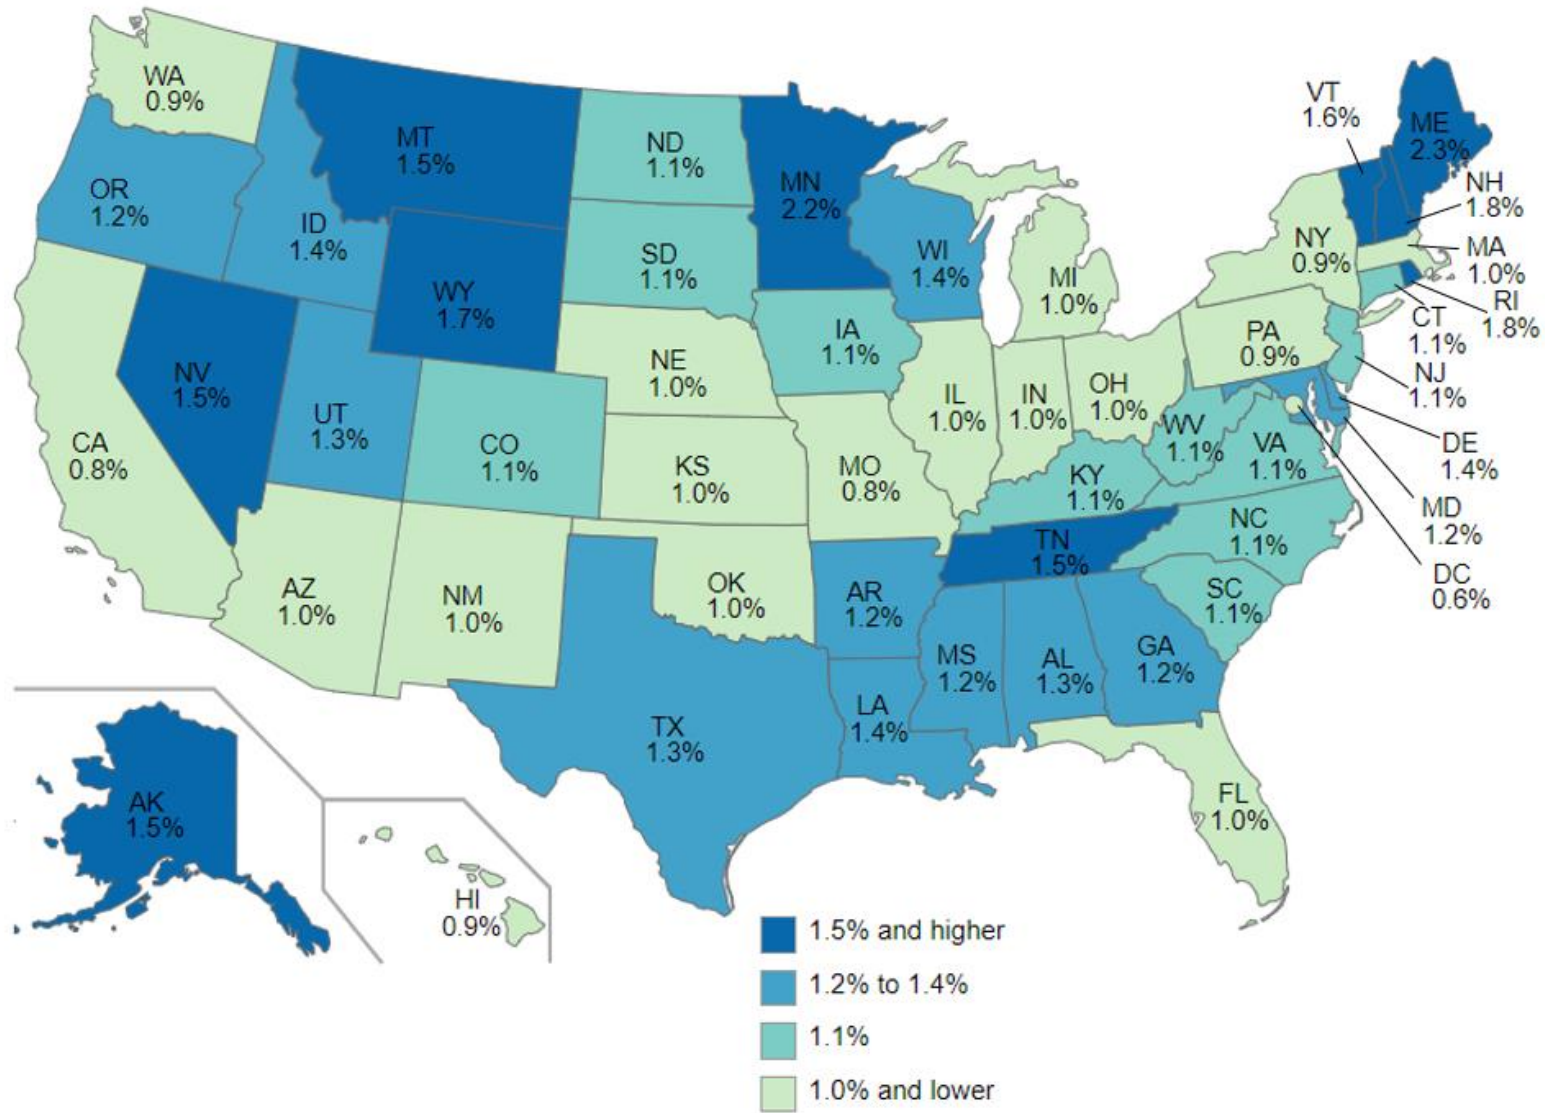 WA
0.9%
MT
1.5%
ND
1.1%
MN
2.2%
VT
1.6%
ME
2.3%
OR
1.2%
ID
1.4%
NH
1.8%
WY
1.7%
SD
1.1%
WI
1.4%
MI
1.0%
NY
0.9%
MA
1.0%
RI
1.8%
CT
1.1%
NV
1.5%
NE
1.0%
IA
1.1%
PA
0.9%
NJ
1.1%
CA
0.8%
UT
1.3%
CO
1.1%
KS
1.0%
MO
0.8%
IL
1.0%
IN
1.0%
OH
1.0%
WV
1.1%
VA
1.1%
DE
1.4%
KY
1.1%
MD
1.2%
DC
0.6%
AZ
1.0%
NM
1.0%
OK
1.0%
AR
1.2%
TN
1.5%
NC
1.1%
SC
1.1%
TX
1.3%
LA
1.4%
MS
1.2%
AL
1.3%
GA
1.2%
FL
1.0%
AK
1.5%
HI
0.9%
1.5% and higher
1.2% to 1.4%
1.1%
1.0% and lower